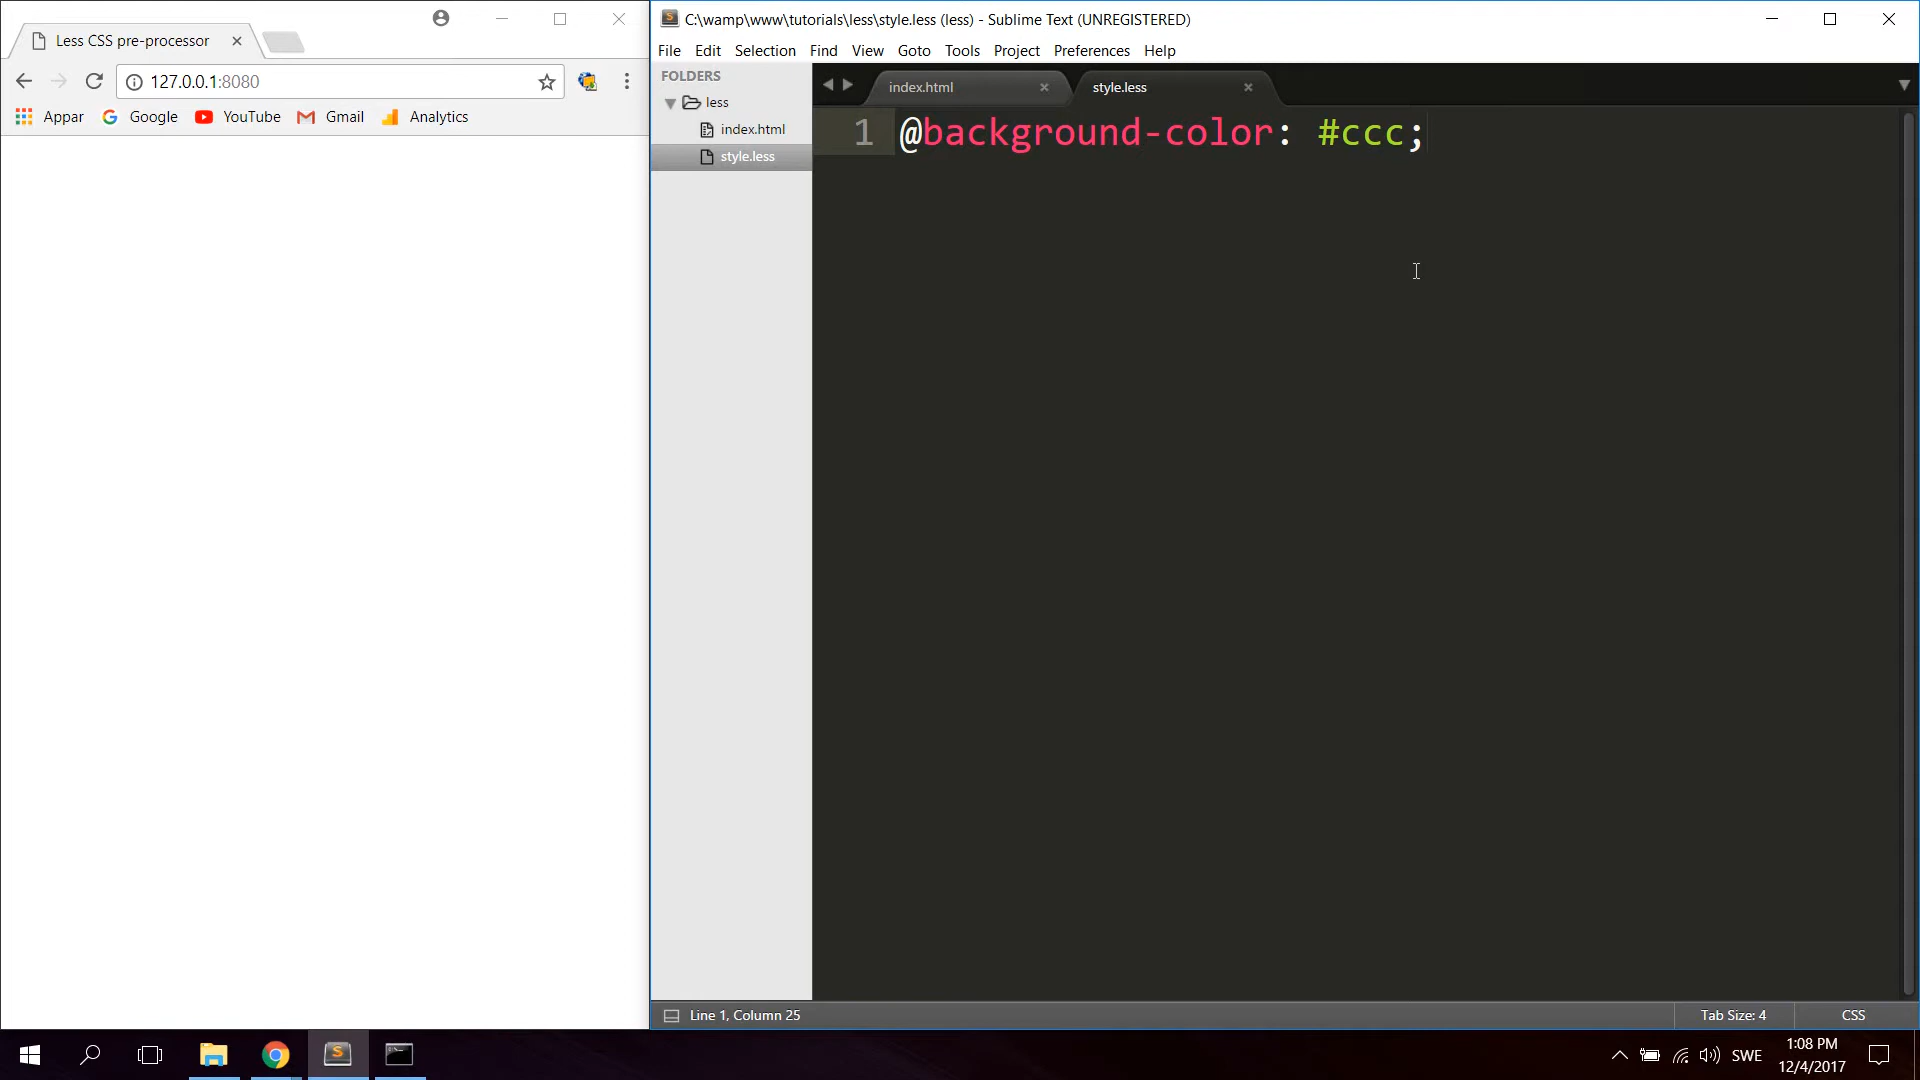 Less CSS pre-processor
127.0.0.1:8080
Appar Google YouTube Gmail Analytics
C:\wamp\www\tutorials\less\style.less (less) - Sublime Text (UNREGISTERED)
File Edit Selection Find View Goto Tools Project Preferences Help
FOLDERS
less
index.html
style.less
index.html style.less
1 @background-color: #ccc;
Line 1, Column 25 Tab Size: 4 CSS
SWE
1:08 PM
12/4/2017